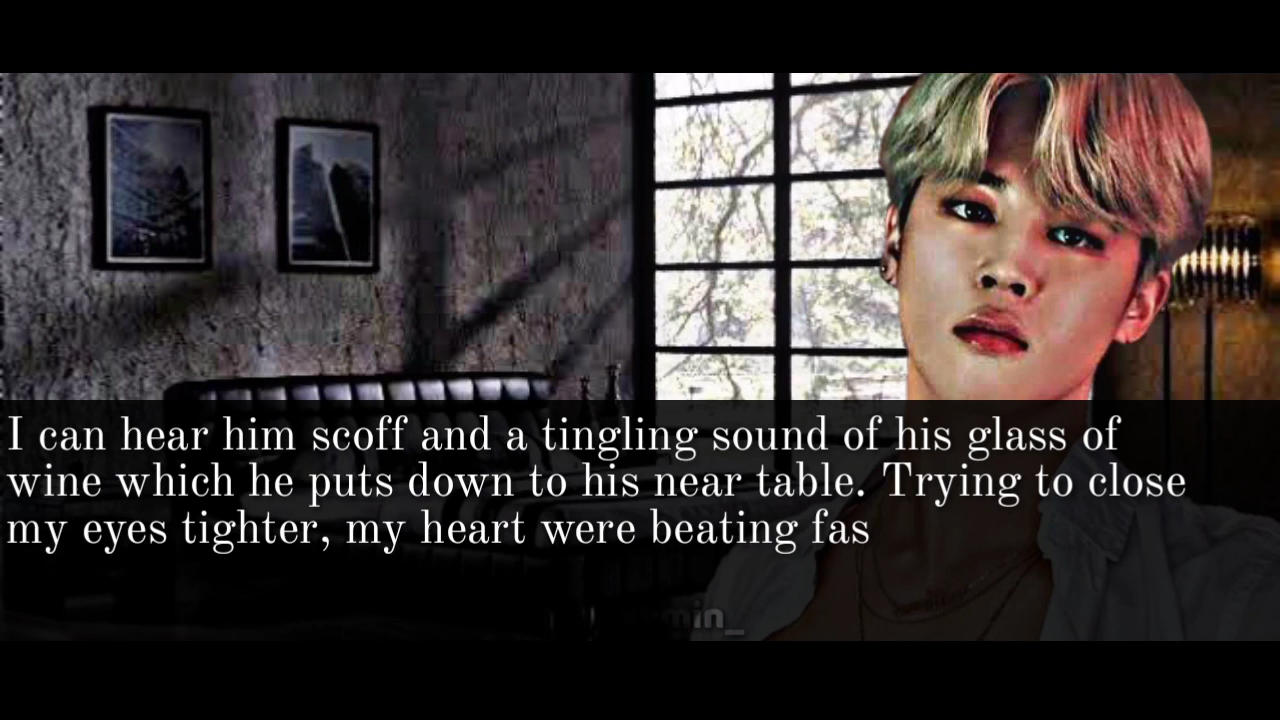 I can hear him scoff and a tingling sound of his glass of
wine which he puts down to his near table. Trying to close
my eyes tighter, my heart were beating fas
min_